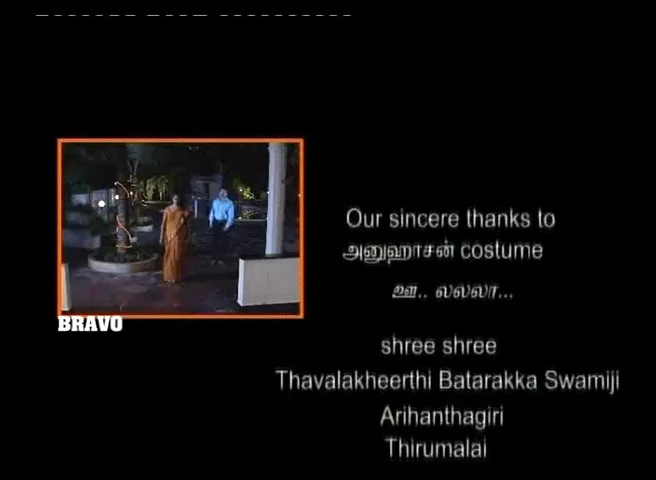 Our sincere thanks to
அனுஹாசன் costume
ஊ.. லலலா...
shree shree
Thavalakheerthi Batarakka Swamiji
Arihanthagiri
Thirumalai
BRAVO